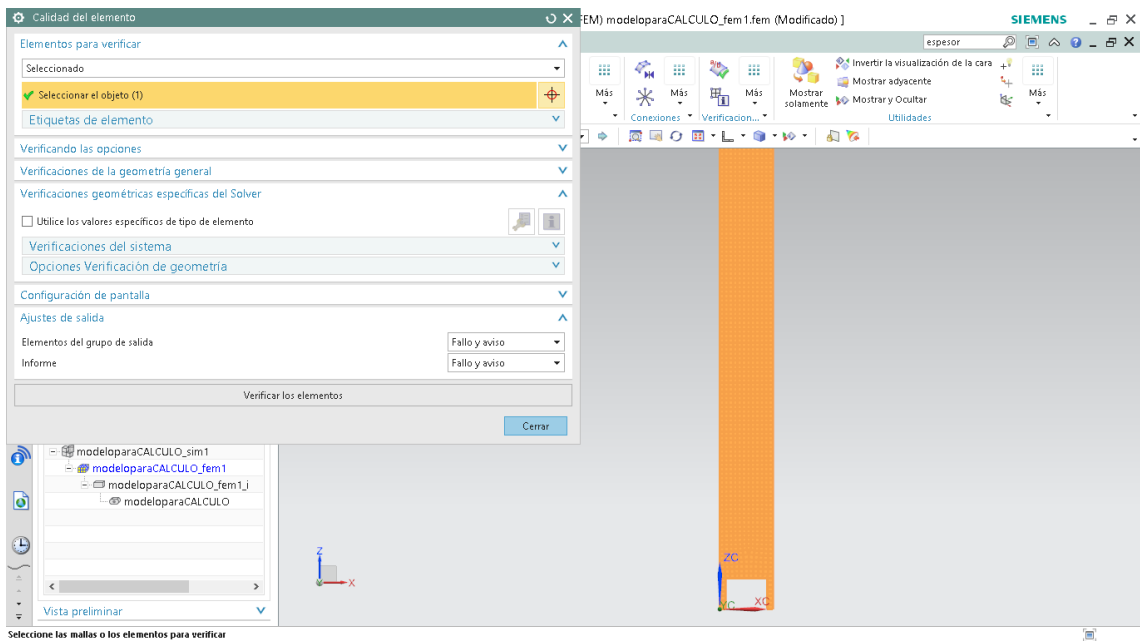 Calidad del elemento
FEM) modeloparaCALCULO_fem1.fem (Modificado) ]
SIEMENS
Elementos para verificar
espesor
Seleccionado
Seleccionar el objeto (1)
Etiquetas de elemento
Más
Más
Más
Mostrar solamente
Invertir la visualización de la cara
Mostrar adyacente
Mostrar y Ocultar
Más
Conexiones
Verificacion...
Utilidades
Verificando las opciones
Verificaciones de la geometría general
Verificaciones geométricas específicas del Solver
Utilice los valores específicos de tipo de elemento
Verificaciones del sistema
Opciones Verificación de geometría
Configuración de pantalla
Ajustes de salida
Elementos del grupo de salida
Fallo y aviso
Informe
Fallo y aviso
Verificar los elementos
Cerrar
modeloparaCALCULO_sim1
modeloparaCALCULO_fem1
modeloparaCALCULO_fem1_i
modeloparaCALCULO
Vista preliminar
Z
X
ZC
YC
XC
Seleccione las mallas o los elementos para verificar